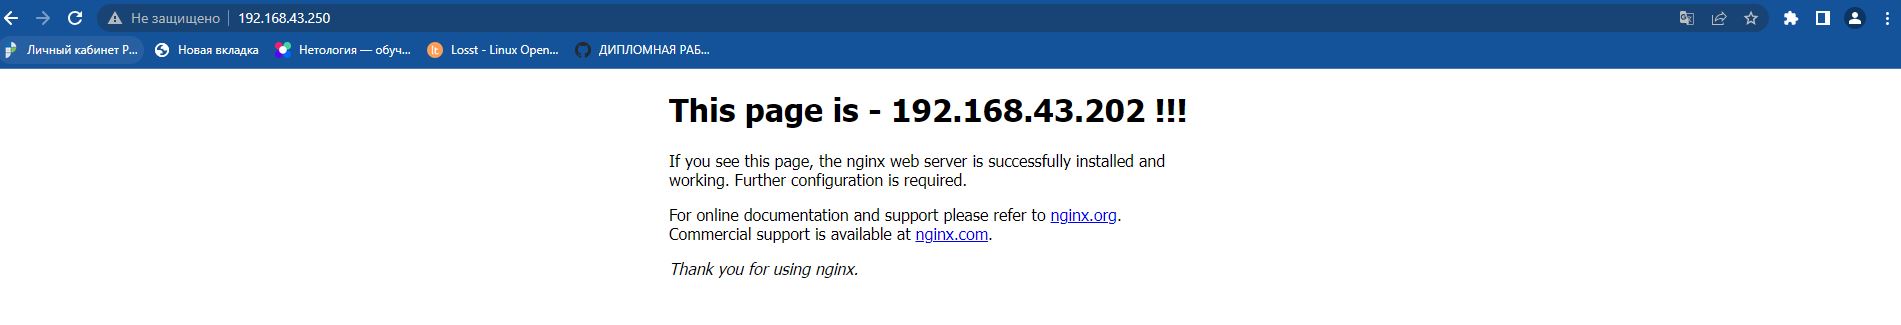 Не защищено 192.168.43.250
Личный кабинет Р... Новая вкладка Нетология — обуч... lt Losst - Linux Open... ДИПЛОМНАЯ РАБ...
This page is - 192.168.43.202 !!!
If you see this page, the nginx web server is successfully installed and
working. Further configuration is required.
For online documentation and support please refer to nginx.org.
Commercial support is available at nginx.com.
Thank you for using nginx.